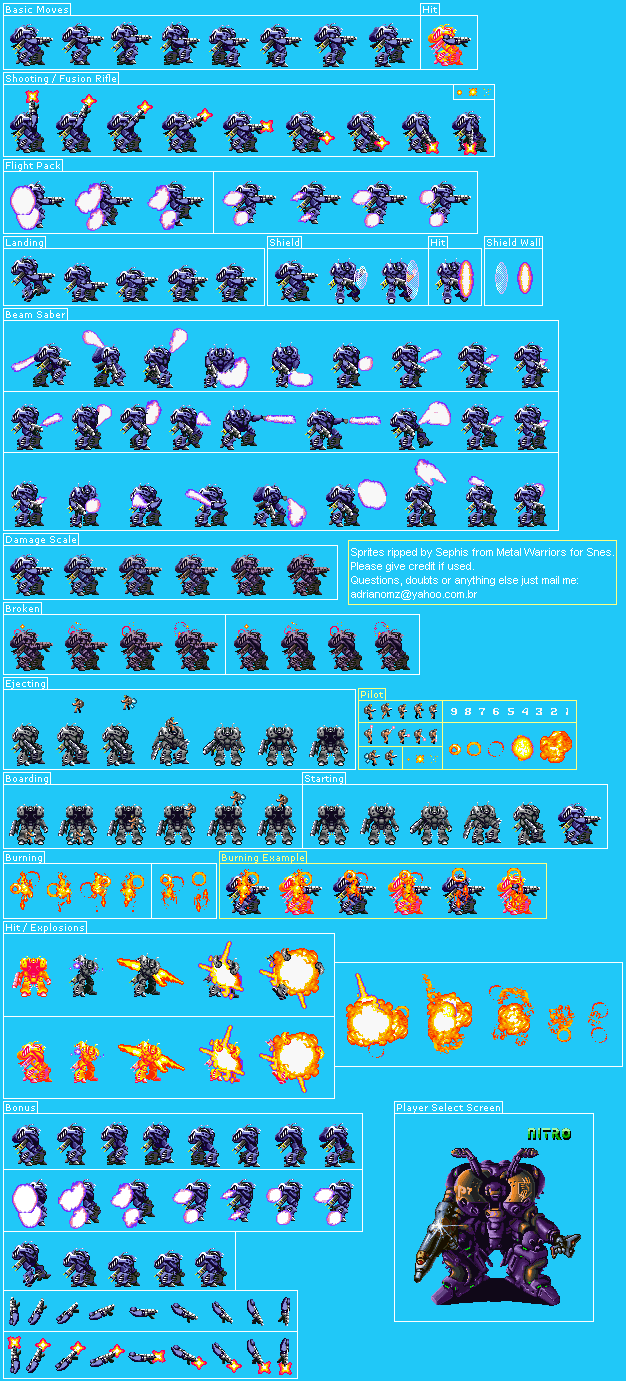 Basic Moves
Hit
Shooting / Fusion Rifle
Flight Pack
Landing
Shield
Hit
Shield Wall
Beam Saber
Damage Scale
Sprites ripped by Sephis from Metal Warriors for Snes.
Please give credit if used.
Questions, doubts or anything else just mail me:
adrianomz@yahoo.com.br
Broken
Ejecting
Pilot
9 8 7 6 5 4 3 2 1
Boarding
Starting
Burning
Burning Example
Hit / Explosions
Bonus
Player Select Screen
NITRO